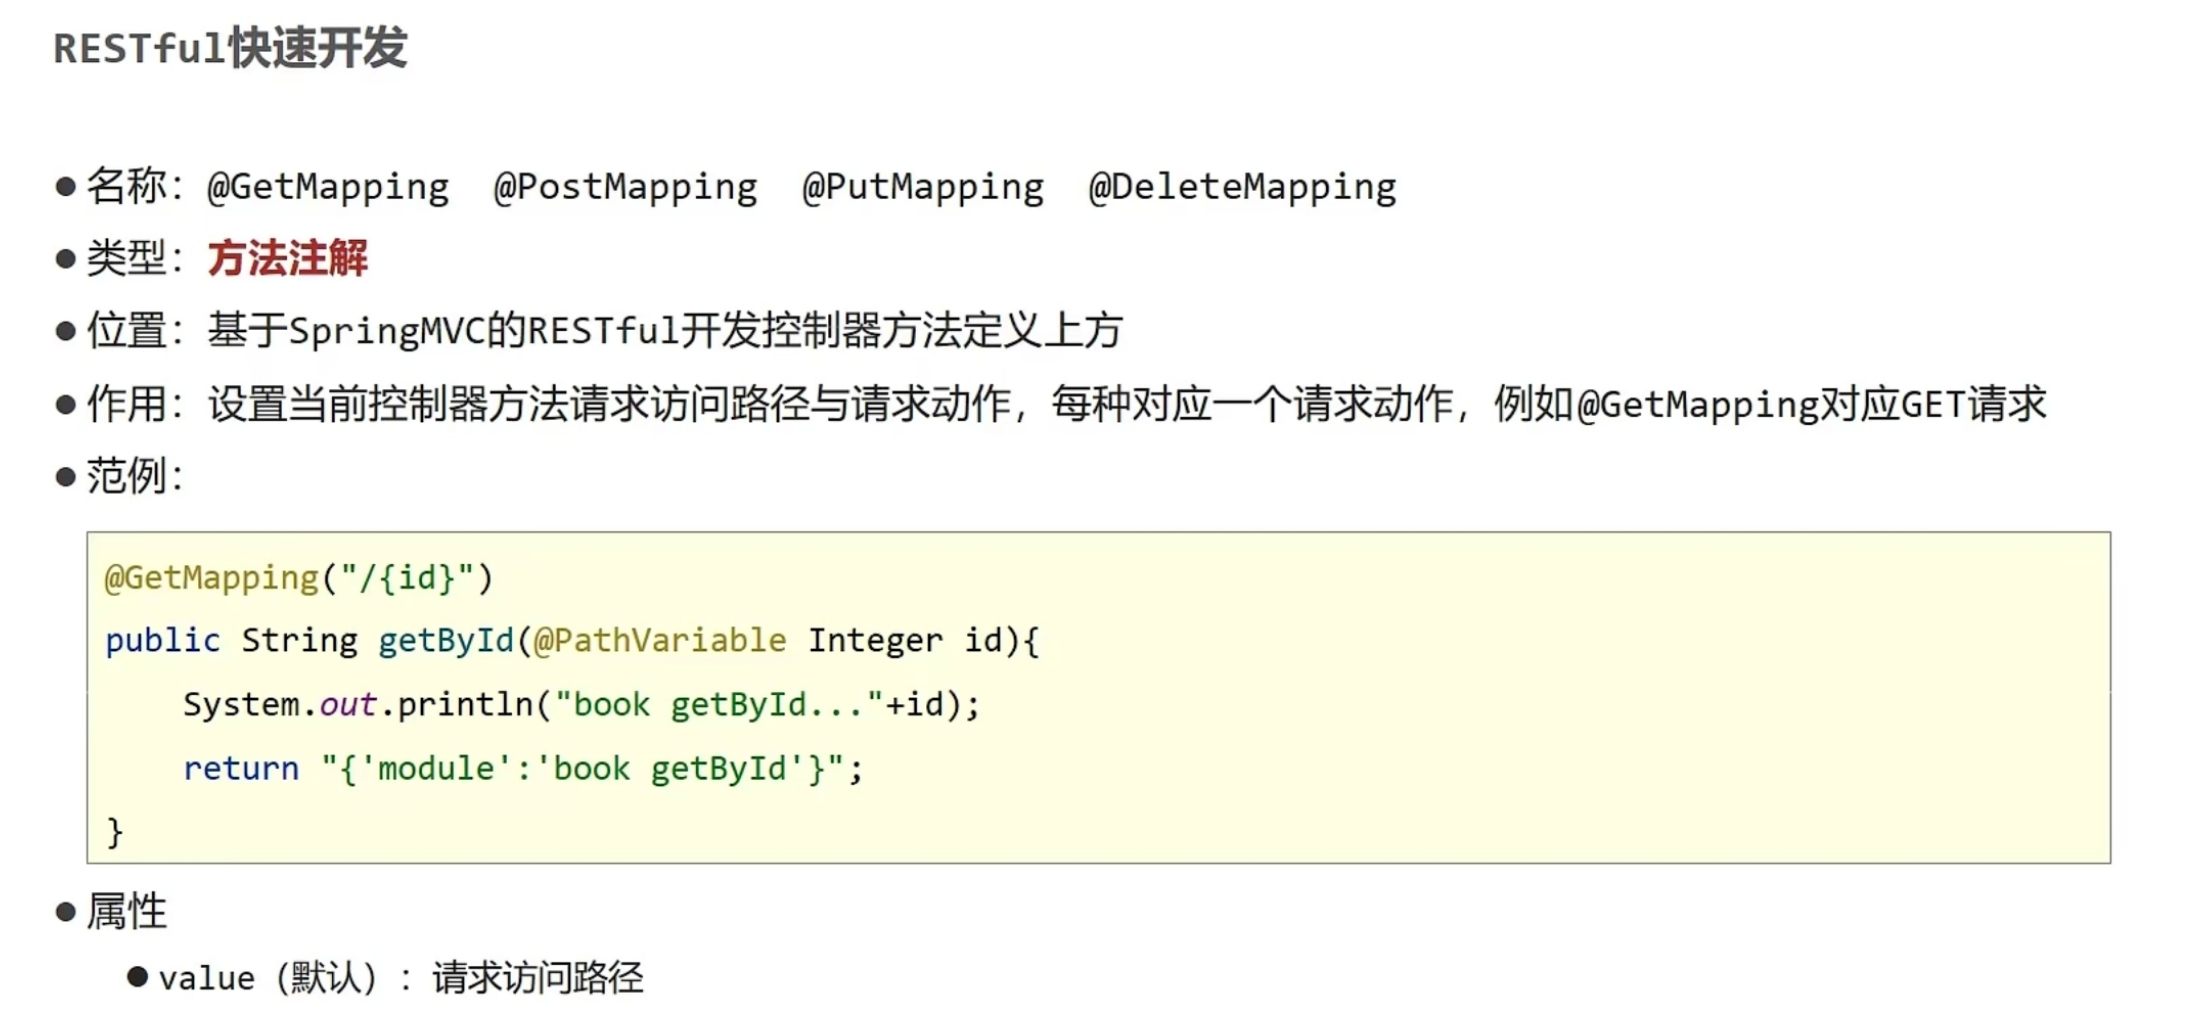 RESTful快速开发
● 名称：@GetMapping @PostMapping @PutMapping @DeleteMapping
● 类型：方法注解
● 位置：基于SpringMVC的RESTful开发控制器方法定义上方
● 作用：设置当前控制器方法请求访问路径与请求动作，每种对应一个请求动作，例如@GetMapping对应GET请求
● 范例：
@GetMapping("/{id}")
public String getById(@PathVariable Integer id){
    System.out.println("book getById..."+id);
    return "{'module':'book getById'}";
}
● 属性
● value（默认）：请求访问路径